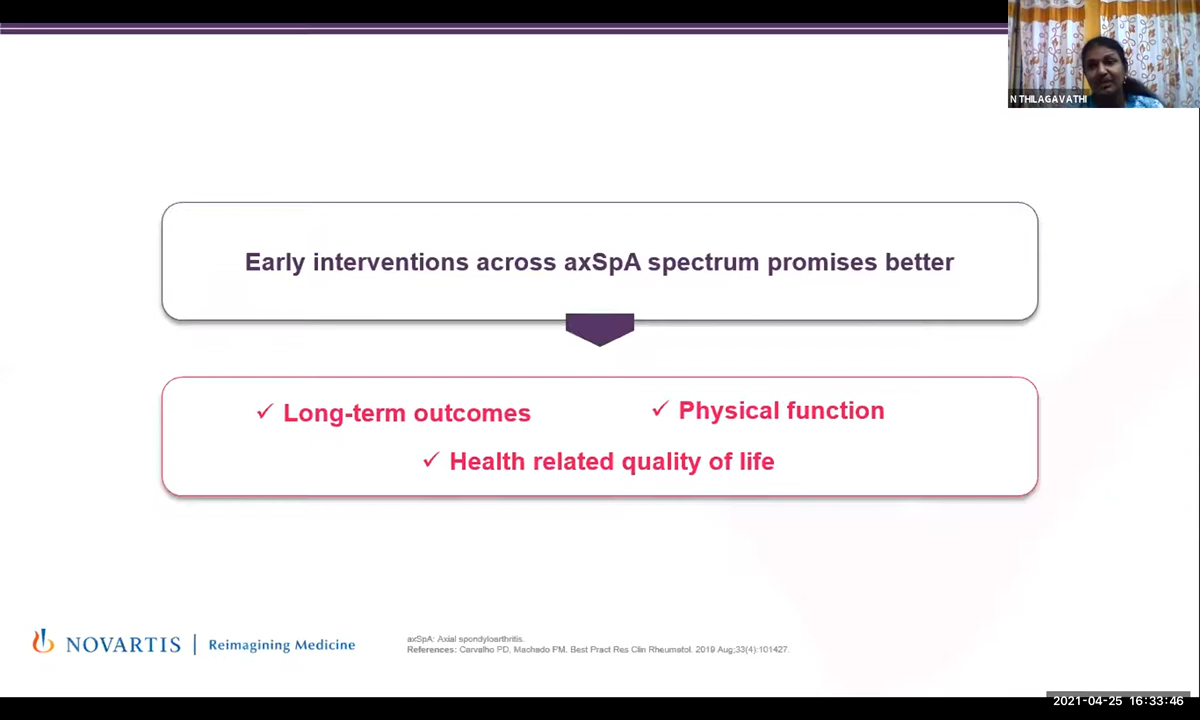 N THILAGAVATHI
Early interventions across axSpA spectrum promises better
✓ Long-term outcomes
✓ Physical function
✓ Health related quality of life
NOVARTIS | Reimagining Medicine
axSpA: Axial spondyloarthritis.
References: Carvalho PD, Machado PM. Best Pract Res Clin Rheumatol. 2019 Aug;33(4):101427.
2021-04-25 16:33:46